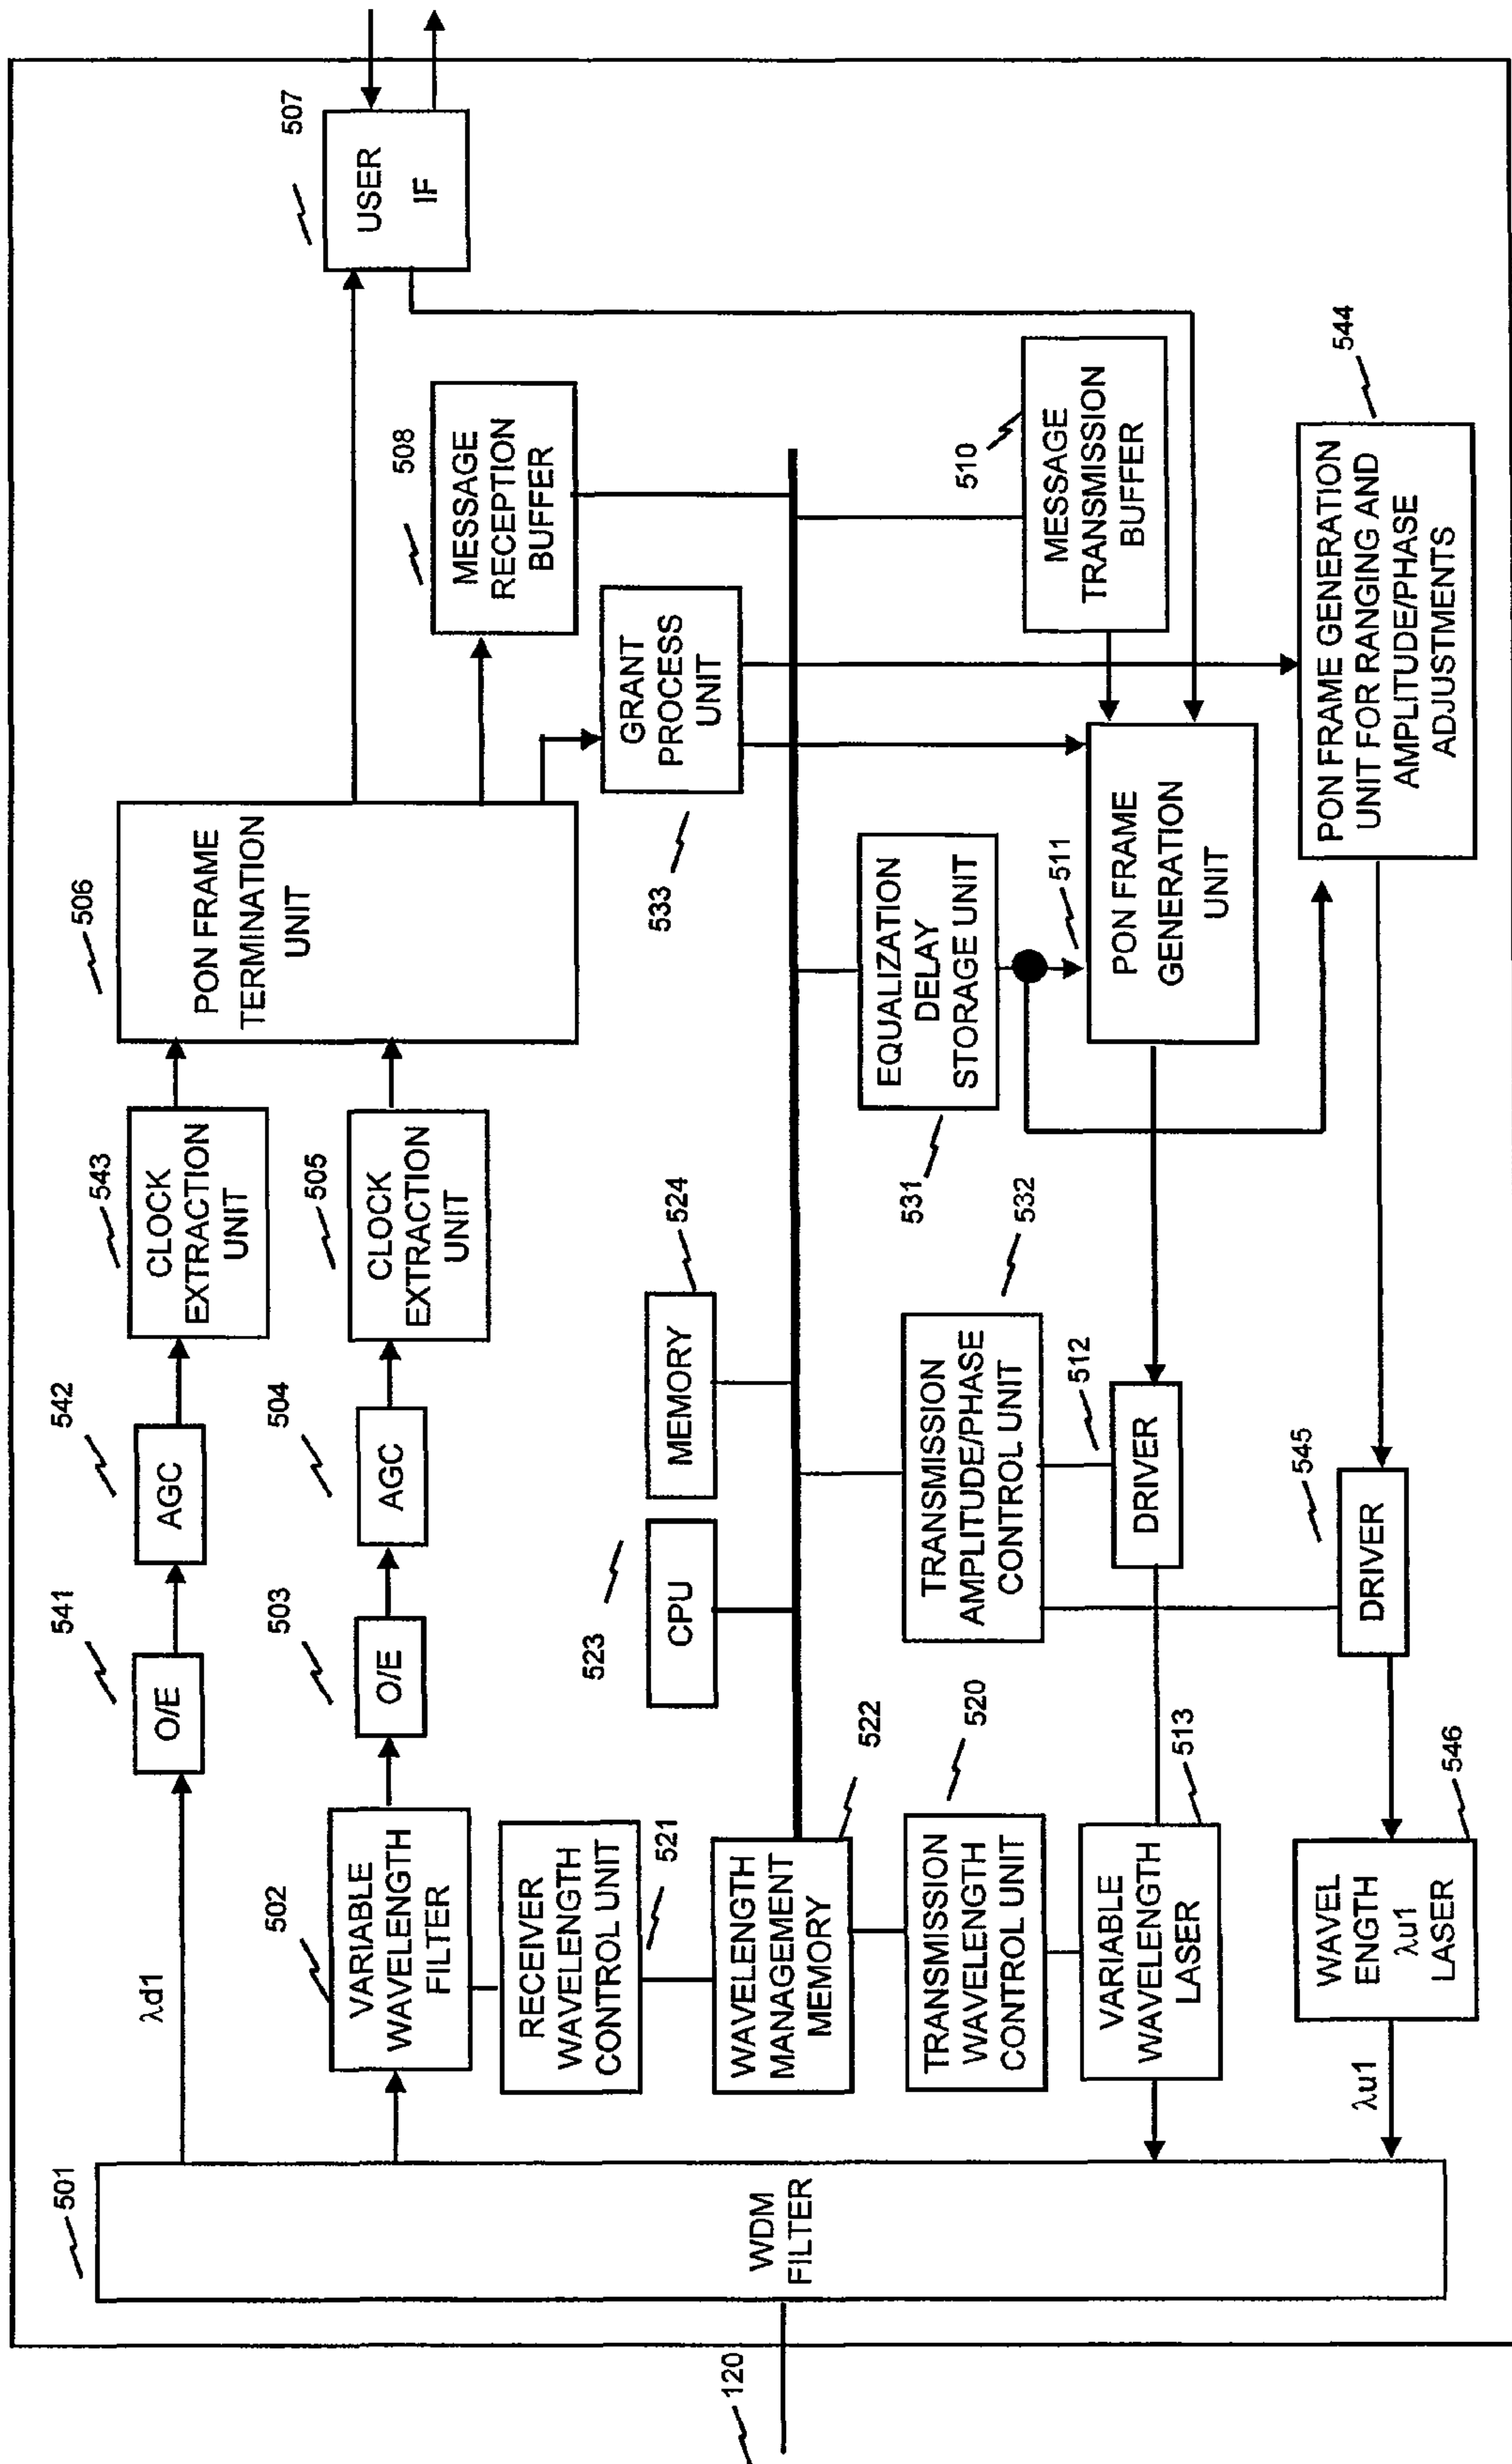 120
501
WDM
FILTER
λd1
541
O/E
542
AGC
543
CLOCK
EXTRACTION
UNIT
506
PON FRAME
TERMINATION
UNIT
507
USER
IF
502
VARIABLE
WAVELENGTH
FILTER
503
O/E
504
AGC
505
CLOCK
EXTRACTION
UNIT
508
MESSAGE
RECEPTION
BUFFER
RECEIVER
WAVELENGTH
CONTROL UNIT
521
523
CPU
MEMORY
524
533
GRANT
PROCESS
UNIT
WAVELENGTH
MANAGEMENT
MEMORY
522
TRANSMISSION
WAVELENGTH
CONTROL UNIT
520
TRANSMISSION
AMPLITUDE/PHASE
CONTROL UNIT
532
531
EQUALIZATION
DELAY
STORAGE UNIT
510
MESSAGE
TRANSMISSION
BUFFER
VARIABLE
WAVELENGTH
LASER
513
DRIVER
512
511
PON FRAME
GENERATION
UNIT
λu1
WAVEL
ENGTH
λu1
LASER
546
DRIVER
545
PON FRAME GENERATION
UNIT FOR RANGING AND
AMPLITUDE/PHASE
ADJUSTMENTS
544